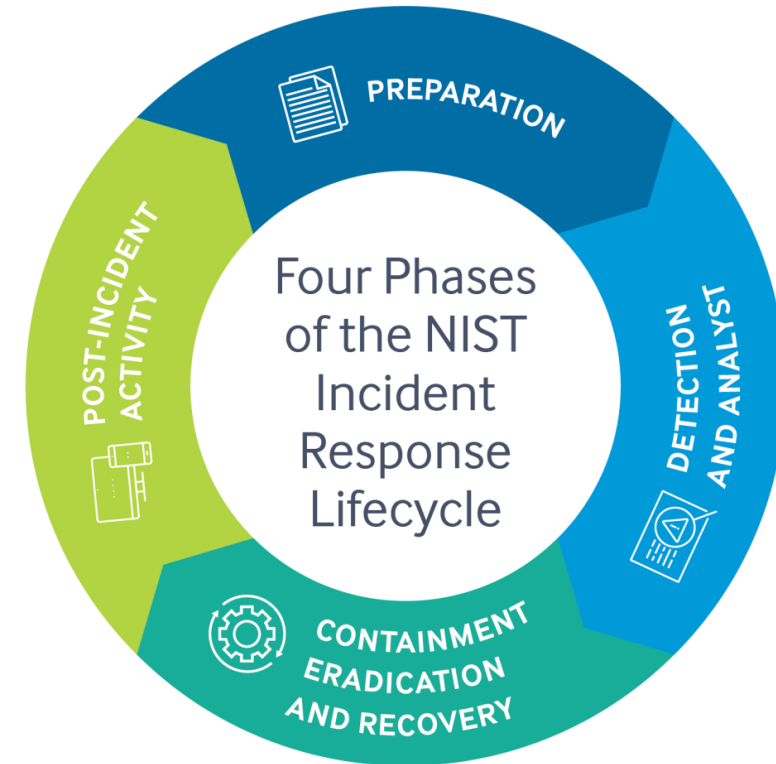 PREPARATION
DETECTION
AND ANALYST
CONTAINMENT
ERADICATION
AND RECOVERY
POST-INCIDENT
ACTIVITY
Four Phases
of the NIST
Incident
Response
Lifecycle